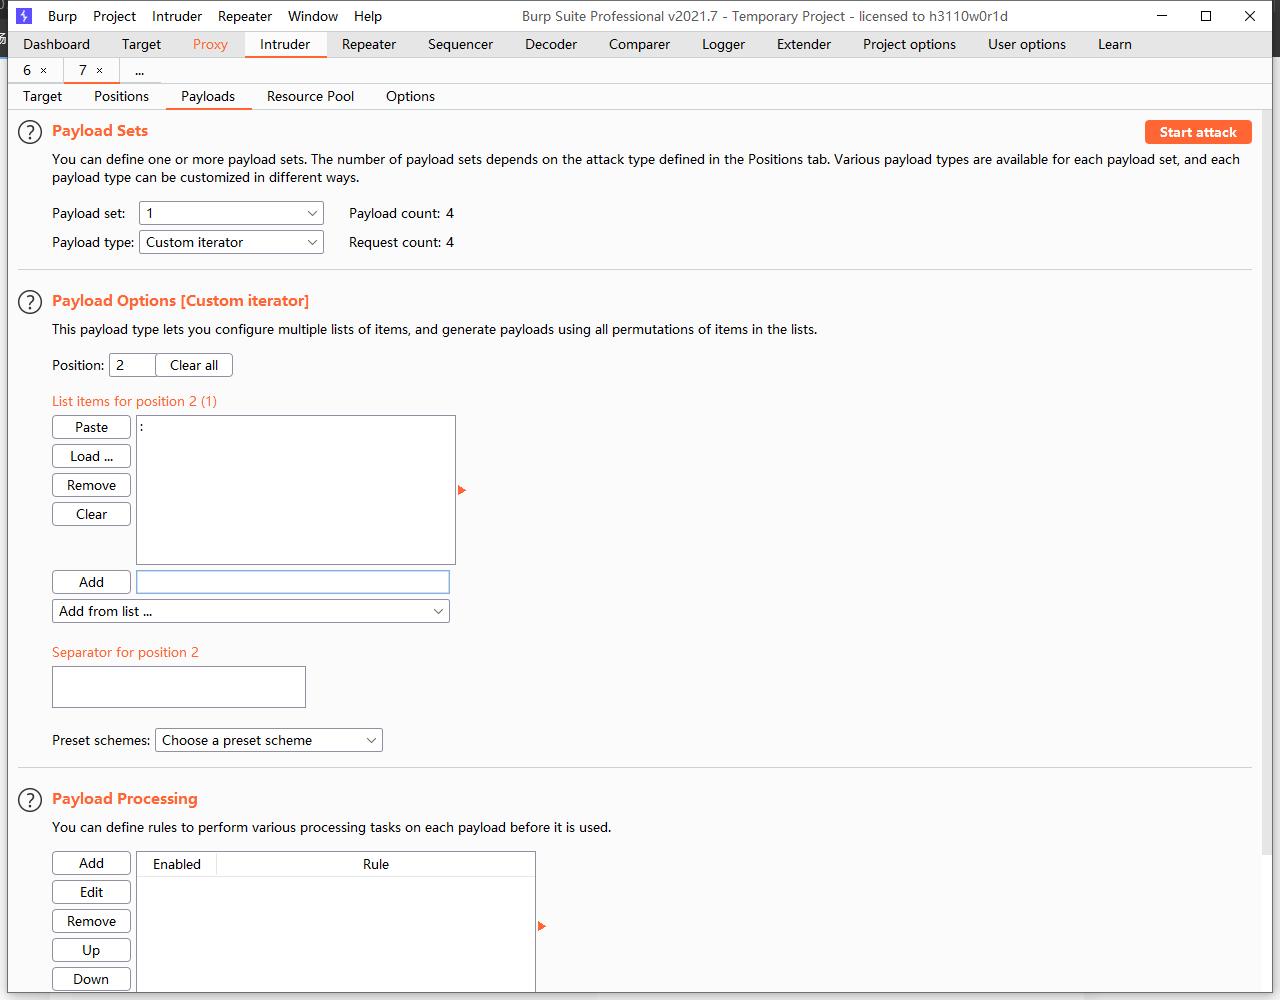 Burp Project Intruder Repeater Window Help Burp Suite Professional v2021.7 - Temporary Project - licensed to h3110w0r1d
Dashboard Target Proxy Intruder Repeater Sequencer Decoder Comparer Logger Extender Project options User options Learn
6 × 7 × ...
Target Positions Payloads Resource Pool Options
? Payload Sets Start attack
You can define one or more payload sets. The number of payload sets depends on the attack type defined in the Positions tab. Various payload types are available for each payload set, and each
payload type can be customized in different ways.
Payload set: 1 Payload count: 4
Payload type: Custom iterator Request count: 4
? Payload Options [Custom iterator]
This payload type lets you configure multiple lists of items, and generate payloads using all permutations of items in the lists.
Position: 2 Clear all
List items for position 2 (1)
Paste :
Load ...
Remove
Clear
Add
Add from list ...
Separator for position 2
Preset schemes: Choose a preset scheme
? Payload Processing
You can define rules to perform various processing tasks on each payload before it is used.
Add Enabled Rule
Edit
Remove
Up
Down